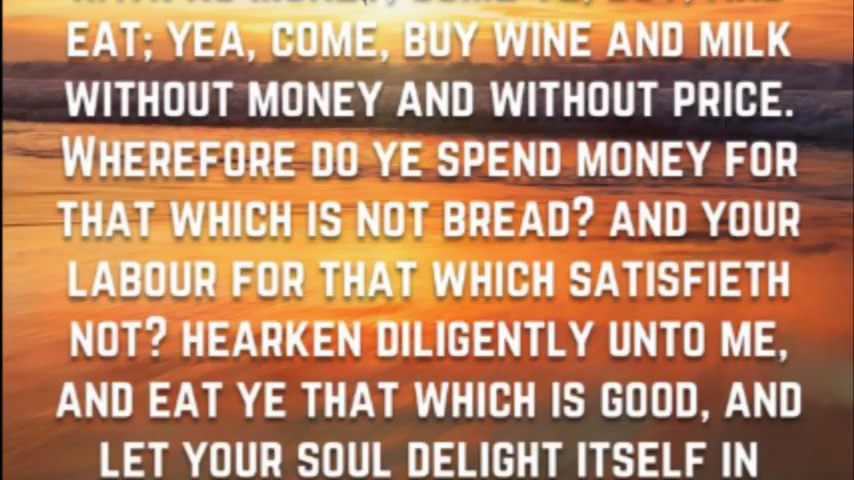 EAT; YEA, COME, BUY WINE AND MILK
WITHOUT MONEY AND WITHOUT PRICE.
WHEREFORE DO YE SPEND MONEY FOR
THAT WHICH IS NOT BREAD? AND YOUR
LABOUR FOR THAT WHICH SATISFIETH
NOT? HEARKEN DILIGENTLY UNTO ME,
AND EAT YE THAT WHICH IS GOOD, AND
LET YOUR SOUL DELIGHT ITSELF IN